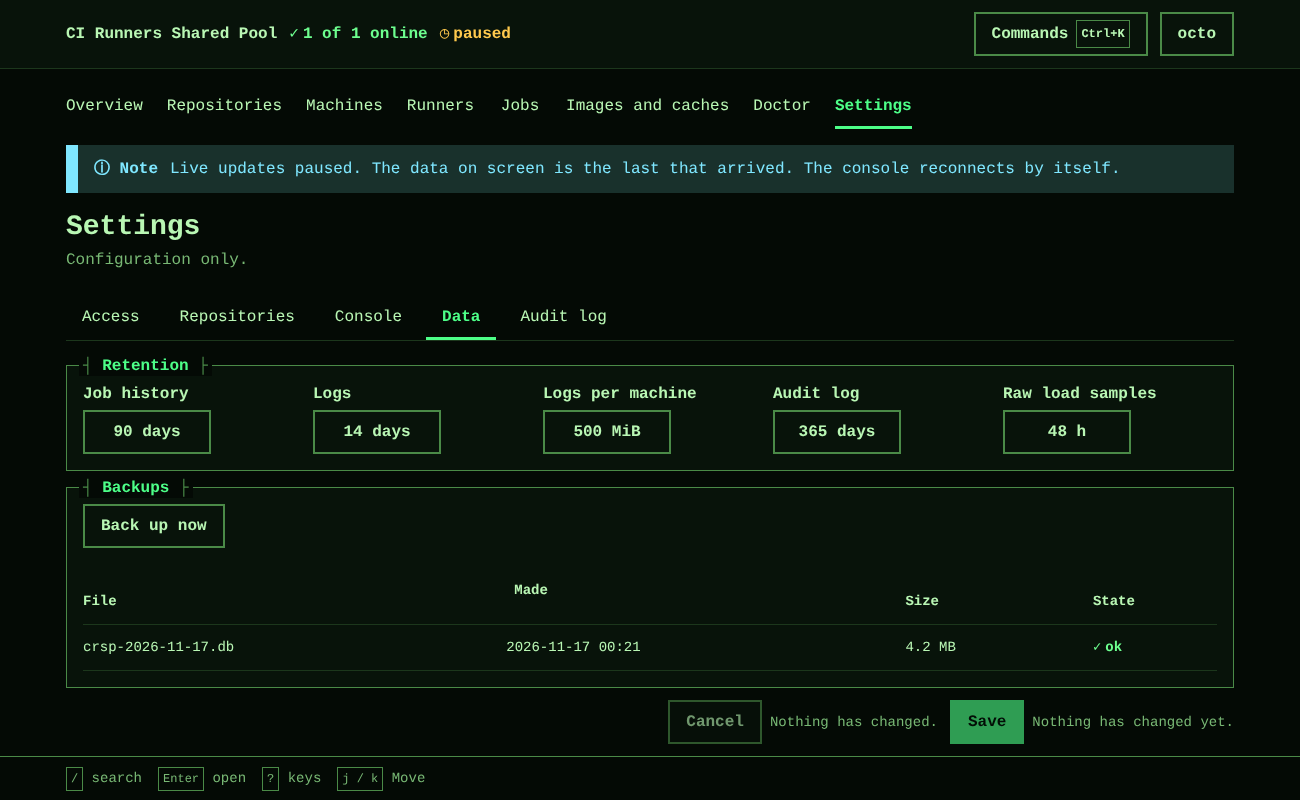 CI Runners Shared Pool ✓ 1 of 1 online ◷ paused Commands Ctrl+K octo
Overview Repositories Machines Runners Jobs Images and caches Doctor Settings
ⓘ Note Live updates paused. The data on screen is the last that arrived. The console reconnects by itself.
Settings
Configuration only.
Access Repositories Console Data Audit log
┤ Retention ├
Job history Logs Logs per machine Audit log Raw load samples
90 days 14 days 500 MiB 365 days 48 h
┤ Backups ├
Back up now
File Made Size State
crsp-2026-11-17.db 2026-11-17 00:21 4.2 MB ✓ ok
Cancel Nothing has changed. Save Nothing has changed yet.
/ search Enter open ? keys j / k Move